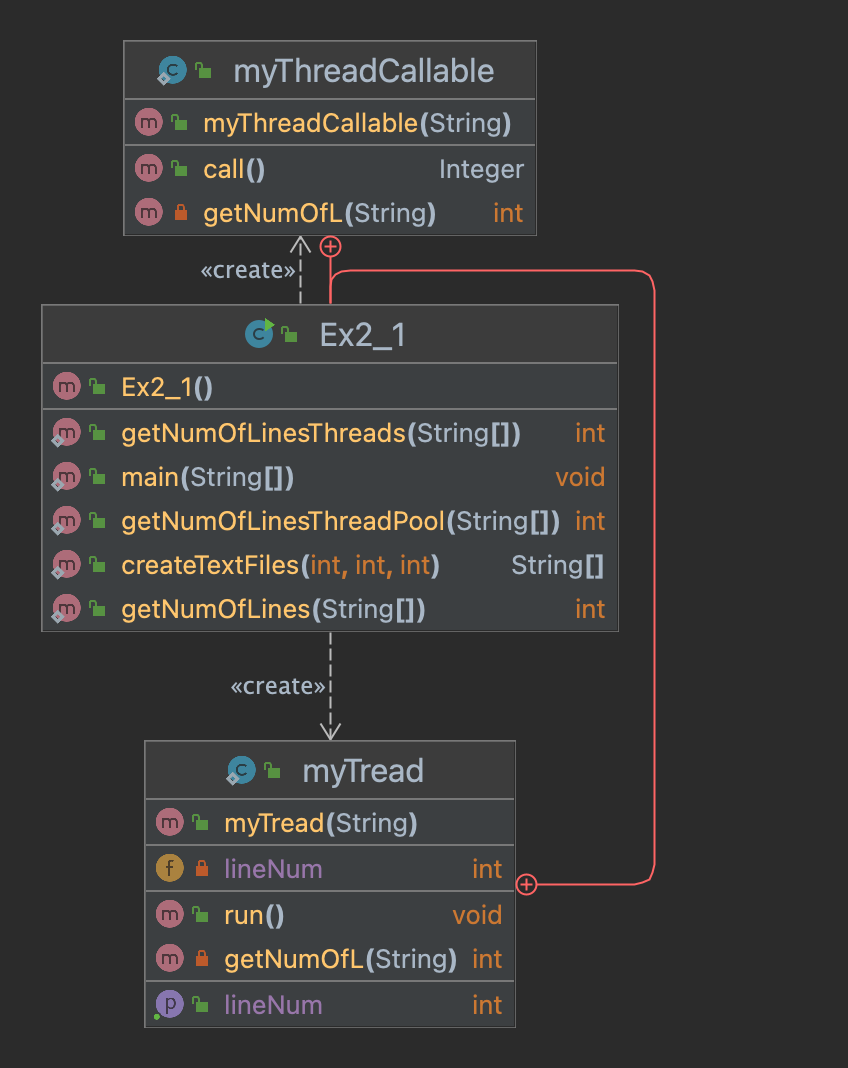 myThreadCallable
myThreadCallable(String)
call() Integer
getNumOfL(String) int
«create»
Ex2_1
Ex2_1()
getNumOfLinesThreads(String[]) int
main(String[]) void
getNumOfLinesThreadPool(String[]) int
createTextFiles(int, int, int) String[]
getNumOfLines(String[]) int
«create»
myTread
myTread(String)
lineNum int
run() void
getNumOfL(String) int
lineNum int